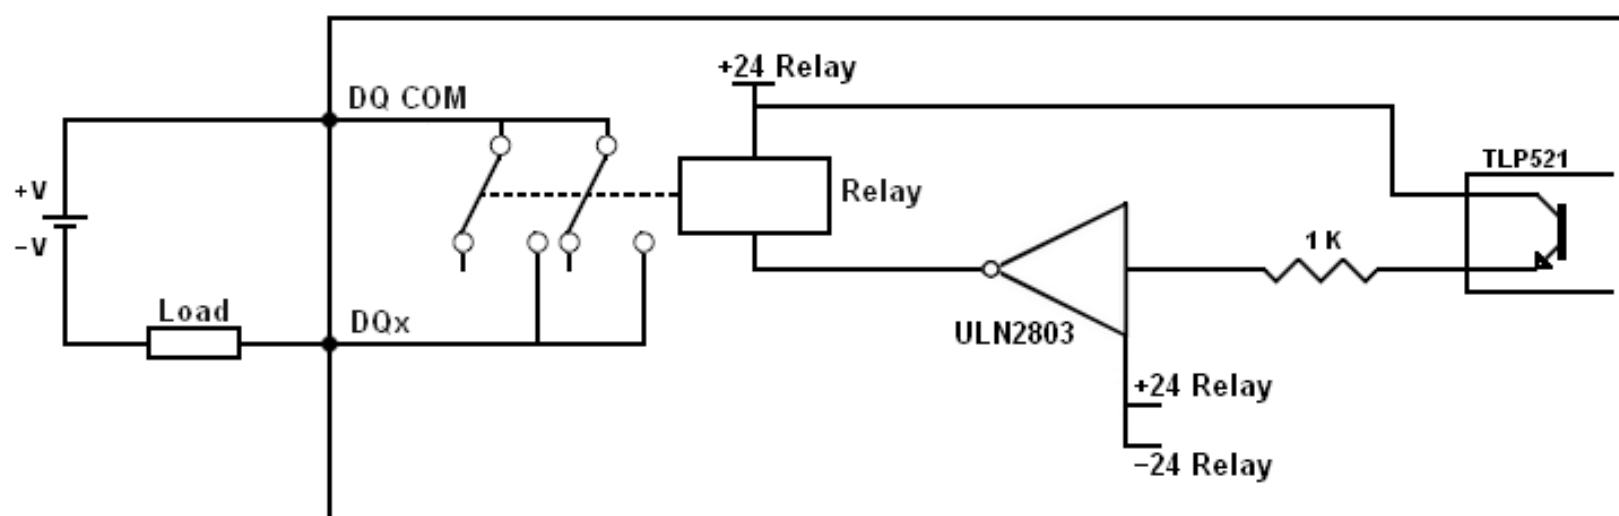 +24 Relay
DQ COM
TLP521
+V
Relay
−V
1 K
Load
DQx
ULN2803
+24 Relay
−24 Relay